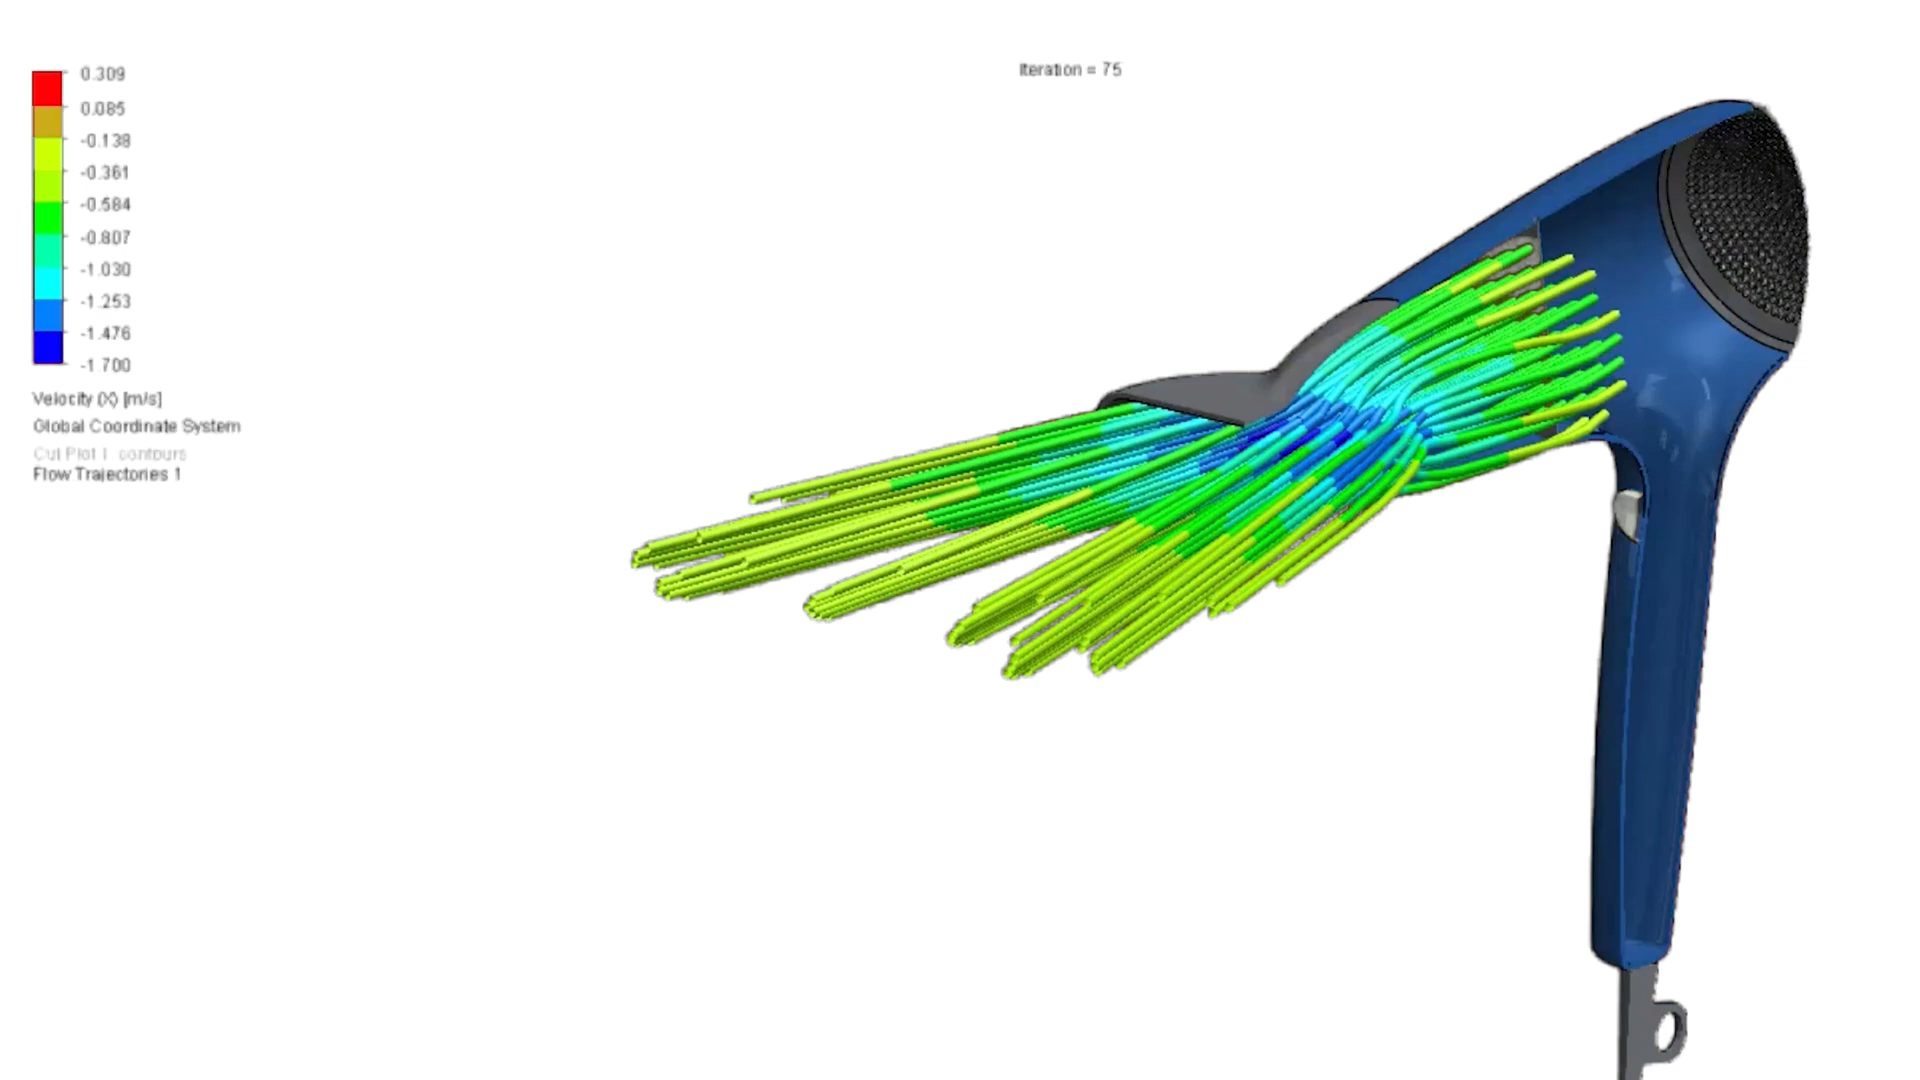 0.309
0.085
-0.138
-0.361
-0.584
-0.807
-1.030
-1.253
-1.476
-1.700
Velocity (X) [m/s]
Global Coordinate System
Cut Plot 1: contours
Flow Trajectories 1
Iteration = 75